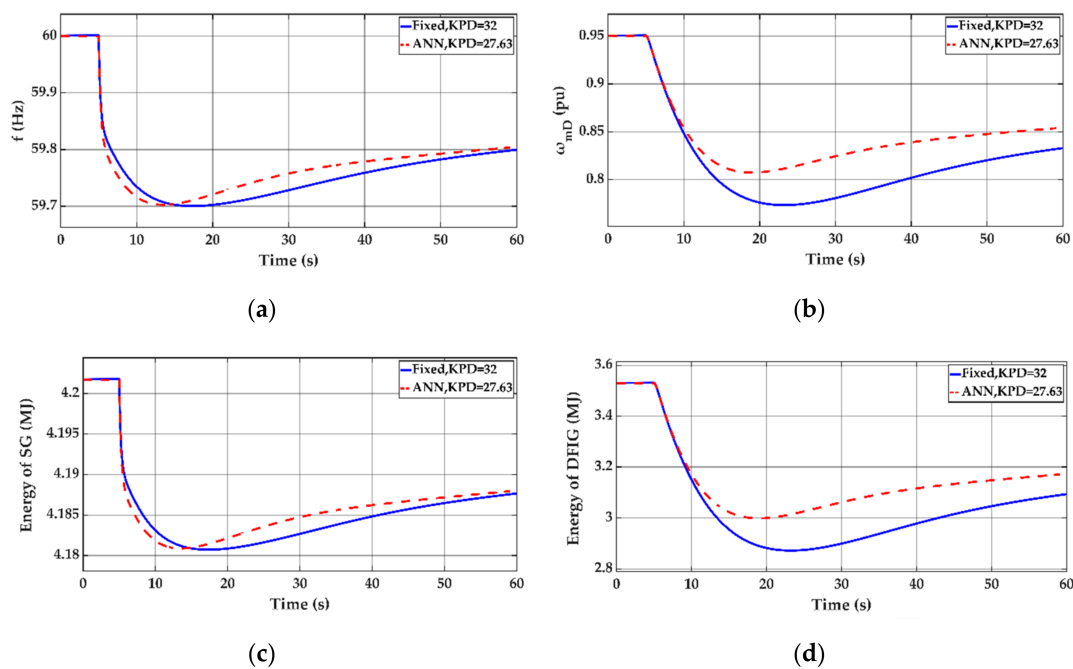 Fixed,KPD=32
ANN,KPD=27.63
60
59.9
59.8
59.7
f (Hz)
0 10 20 30 40 50 60
Time (s)
(a)
Fixed,KPD=32
ANN,KPD=27.63
0.95
0.9
0.85
0.8
ωmD (pu)
0 10 20 30 40 50 60
Time (s)
(b)
Fixed,KPD=32
ANN,KPD=27.63
4.2
4.195
4.19
4.185
4.18
Energy of SG (MJ)
0 10 20 30 40 50 60
Time (s)
(c)
Fixed,KPD=32
ANN,KPD=27.63
3.6
3.4
3.2
3
2.8
Energy of DFIG (MJ)
0 10 20 30 40 50 60
Time (s)
(d)